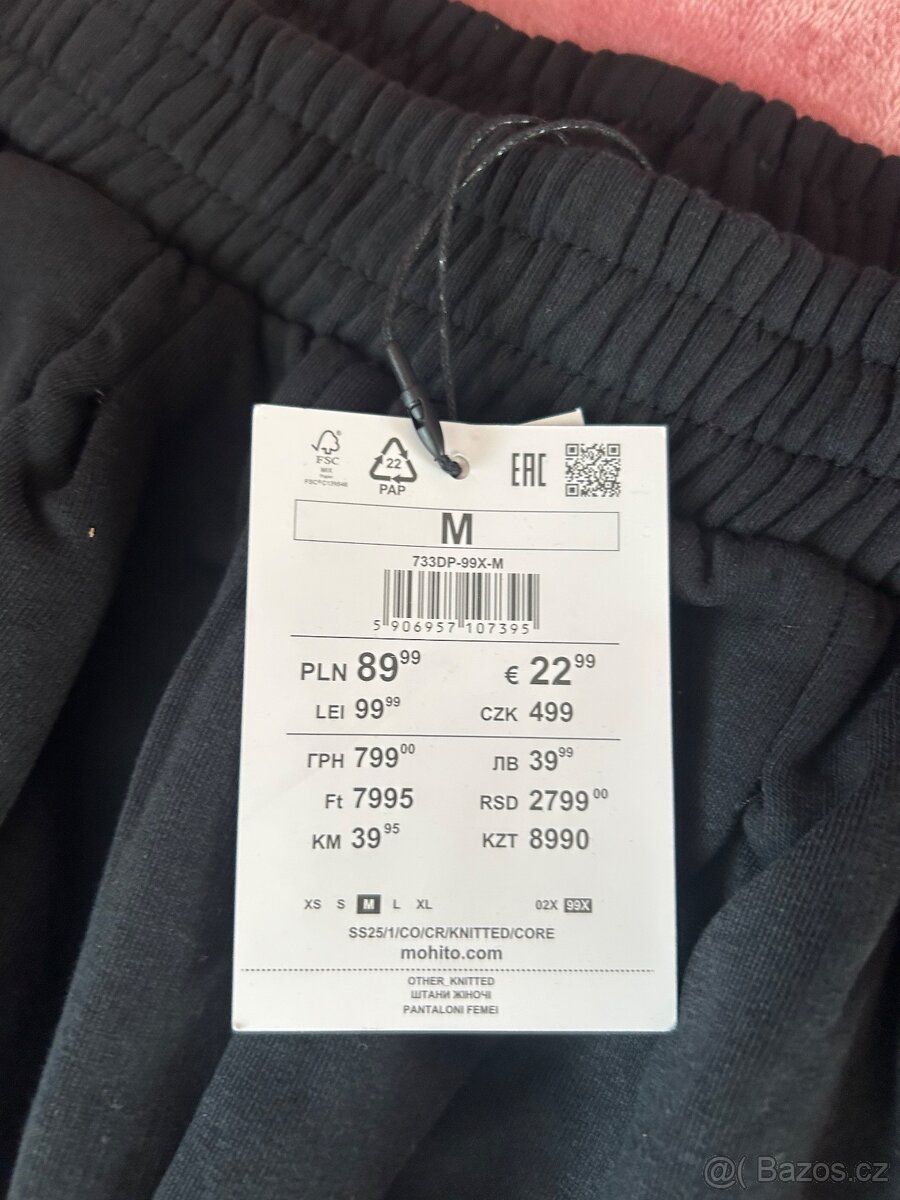 FSC®
MIX
Paper
22
PAP
EAC
M
733DP-99X-M
5 906957 107395
PLN 89 99
€ 22 99
LEI 99 99
CZK 499
ГРН 799 00
ЛВ 39 99
Ft 7995
RSD 2799 00
KM 39 95
KZT 8990
XS S M L XL
02X 99X
SS25/1/CO/CR/KNITTED/CORE
mohito.com
OTHER_KNITTED
ШТАНИ ЖІНОЧІ
PANTALONI FEMEI
@( Bazos.cz